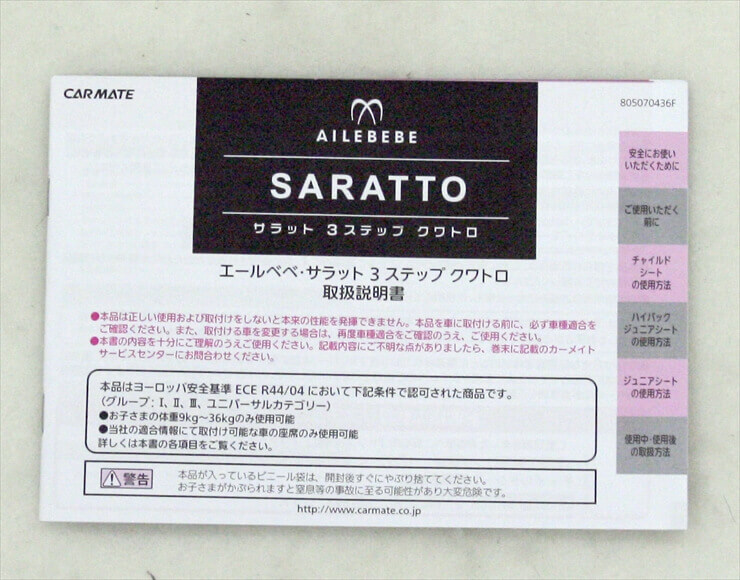 CARMATE
805070436F
AILEBEBE
SARATTO
サラット 3ステップ クワトロ
エールベベ・サラット 3 ステップ クワトロ
取扱説明書
●本品は正しい使用および取付けをしないと本来の性能を発揮できません。本品を車に取付ける前に、必ず車種適合を
ご確認ください。また、取付ける車を変更する場合は、再度車種適合をご確認のうえ、ご使用ください。
●本書の内容を十分にご理解のうえご使用ください。記載内容にご不明な点がありましたら、巻末に記載のカーメイト
サービスセンターにお問合わせください。
本品はヨーロッパ安全基準 ECE R44/04 において下記条件で認可された商品です。
（グループ：Ⅰ、Ⅱ、Ⅲ、ユニバーサルカテゴリー）
●お子さまの体重9kg～36kgのみ使用可能
●当社の適合情報にて取付け可能な車の座席のみ使用可能
詳しくは本書の各項目をご覧ください。
警告
本品が入っているビニール袋は、開封後すぐにやぶり捨ててください。
お子さまがかぶられますと窒息等の事故に至る可能性があり大変危険です。
http://www.carmate.co.jp
安全にお使い
いただくために
ご使用いただく
前に
チャイルド
シート
の使用方法
ハイバック
ジュニアシート
の使用方法
ジュニアシート
の使用方法
使用中・使用後
の取扱方法